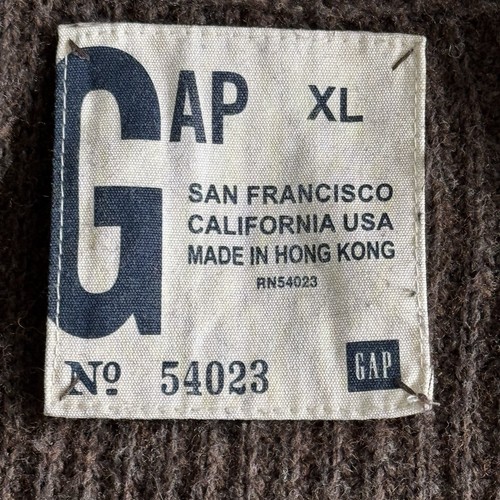 GAP XL
SAN FRANCISCO
CALIFORNIA USA
MADE IN HONG KONG
RN54023
Nº 54023 GAP